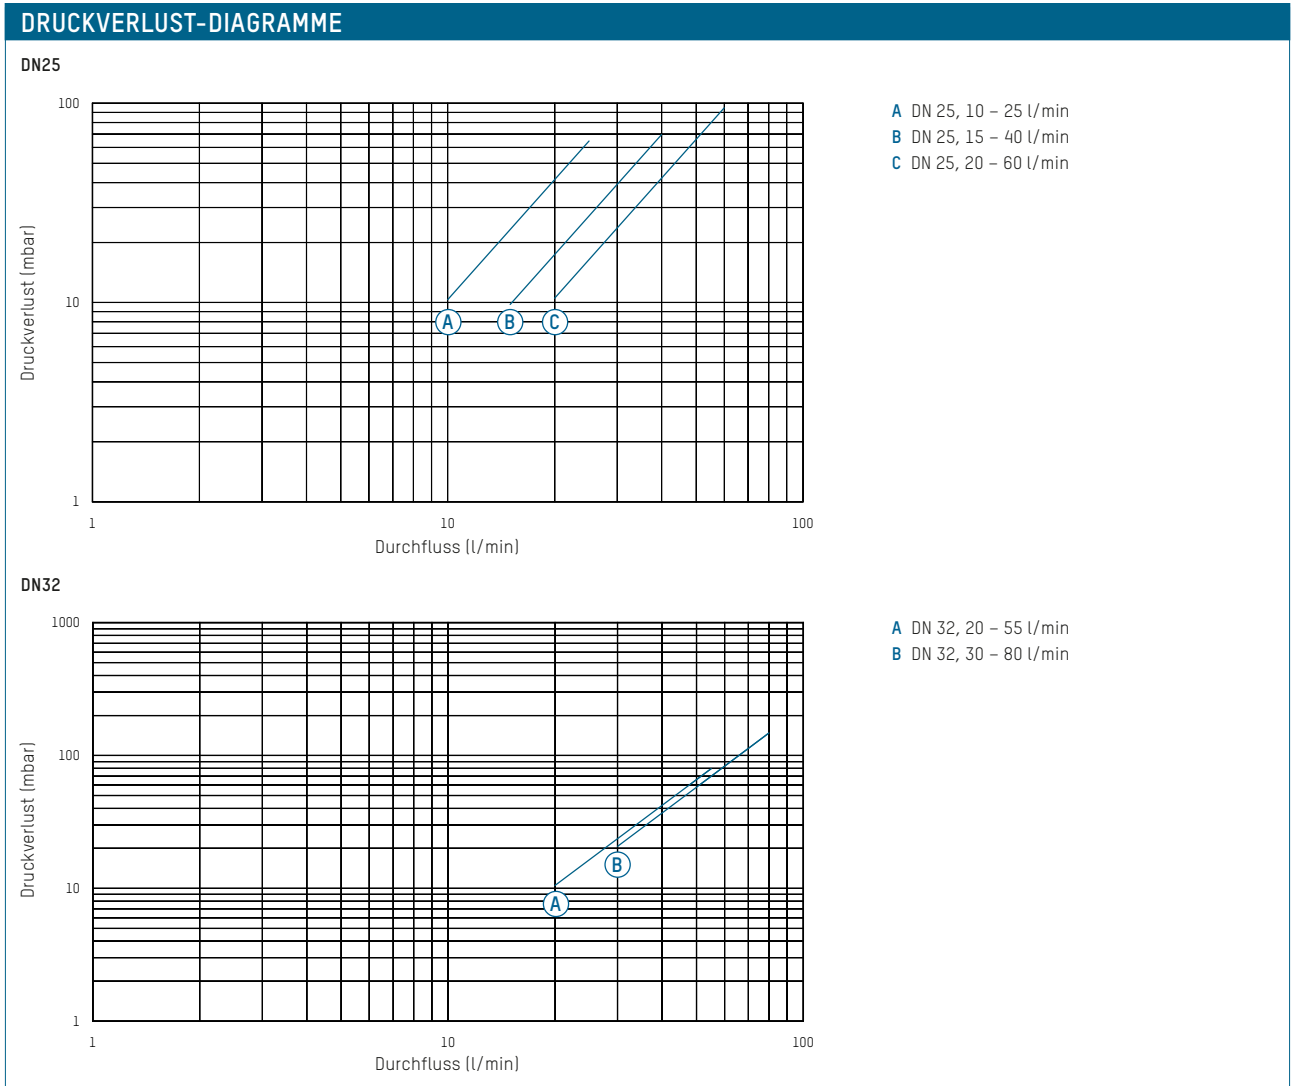 DRUCKVERLUST-DIAGRAMME
DN25
100
10
1
1
10
100
Druckverlust (mbar)
Durchfluss (l/min)
A
B
C
A DN 25, 10 – 25 l/min
B DN 25, 15 – 40 l/min
C DN 25, 20 – 60 l/min
DN32
1000
100
10
1
1
10
100
Druckverlust (mbar)
Durchfluss (l/min)
B
A
A DN 32, 20 – 55 l/min
B DN 32, 30 – 80 l/min